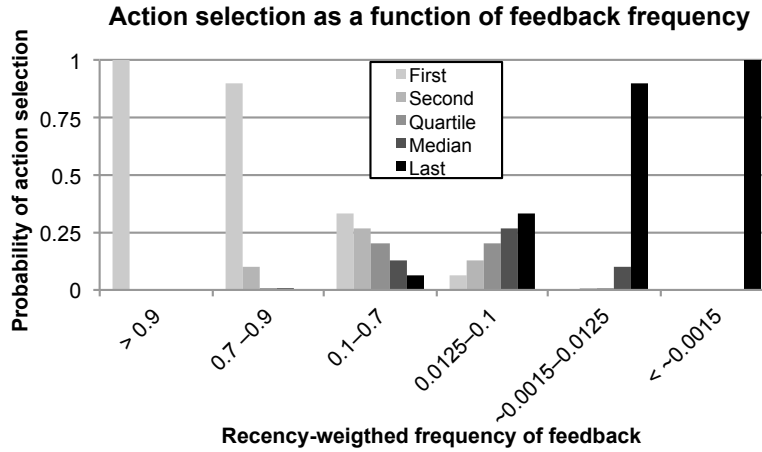 Action selection as a function of feedback frequency
Probability of action selection
1
0.75
0.5
0.25
0
First
Second
Quartile
Median
Last
> 0.9
0.7 –0.9
0.1–0.7
0.0125–0.1
~0.0015–0.0125
< ~0.0015
Recency-weigthed frequency of feedback